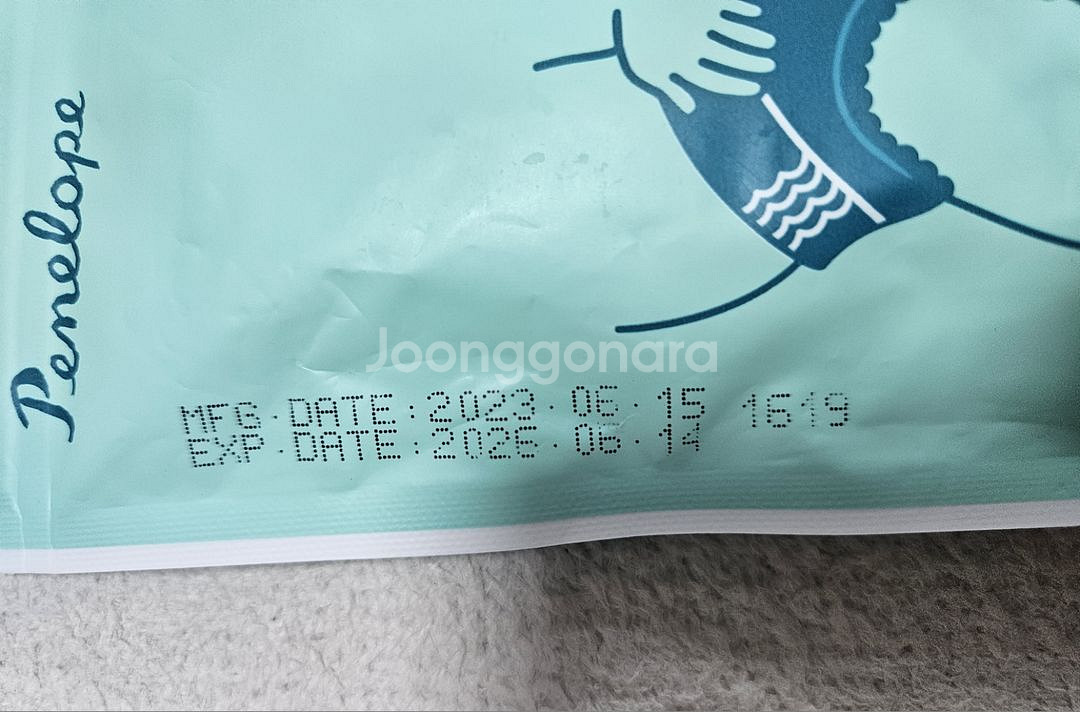 Penelope
Joonggonara
MFG.DATE:2023.06.15 1619
EXP.DATE:2026.06.14